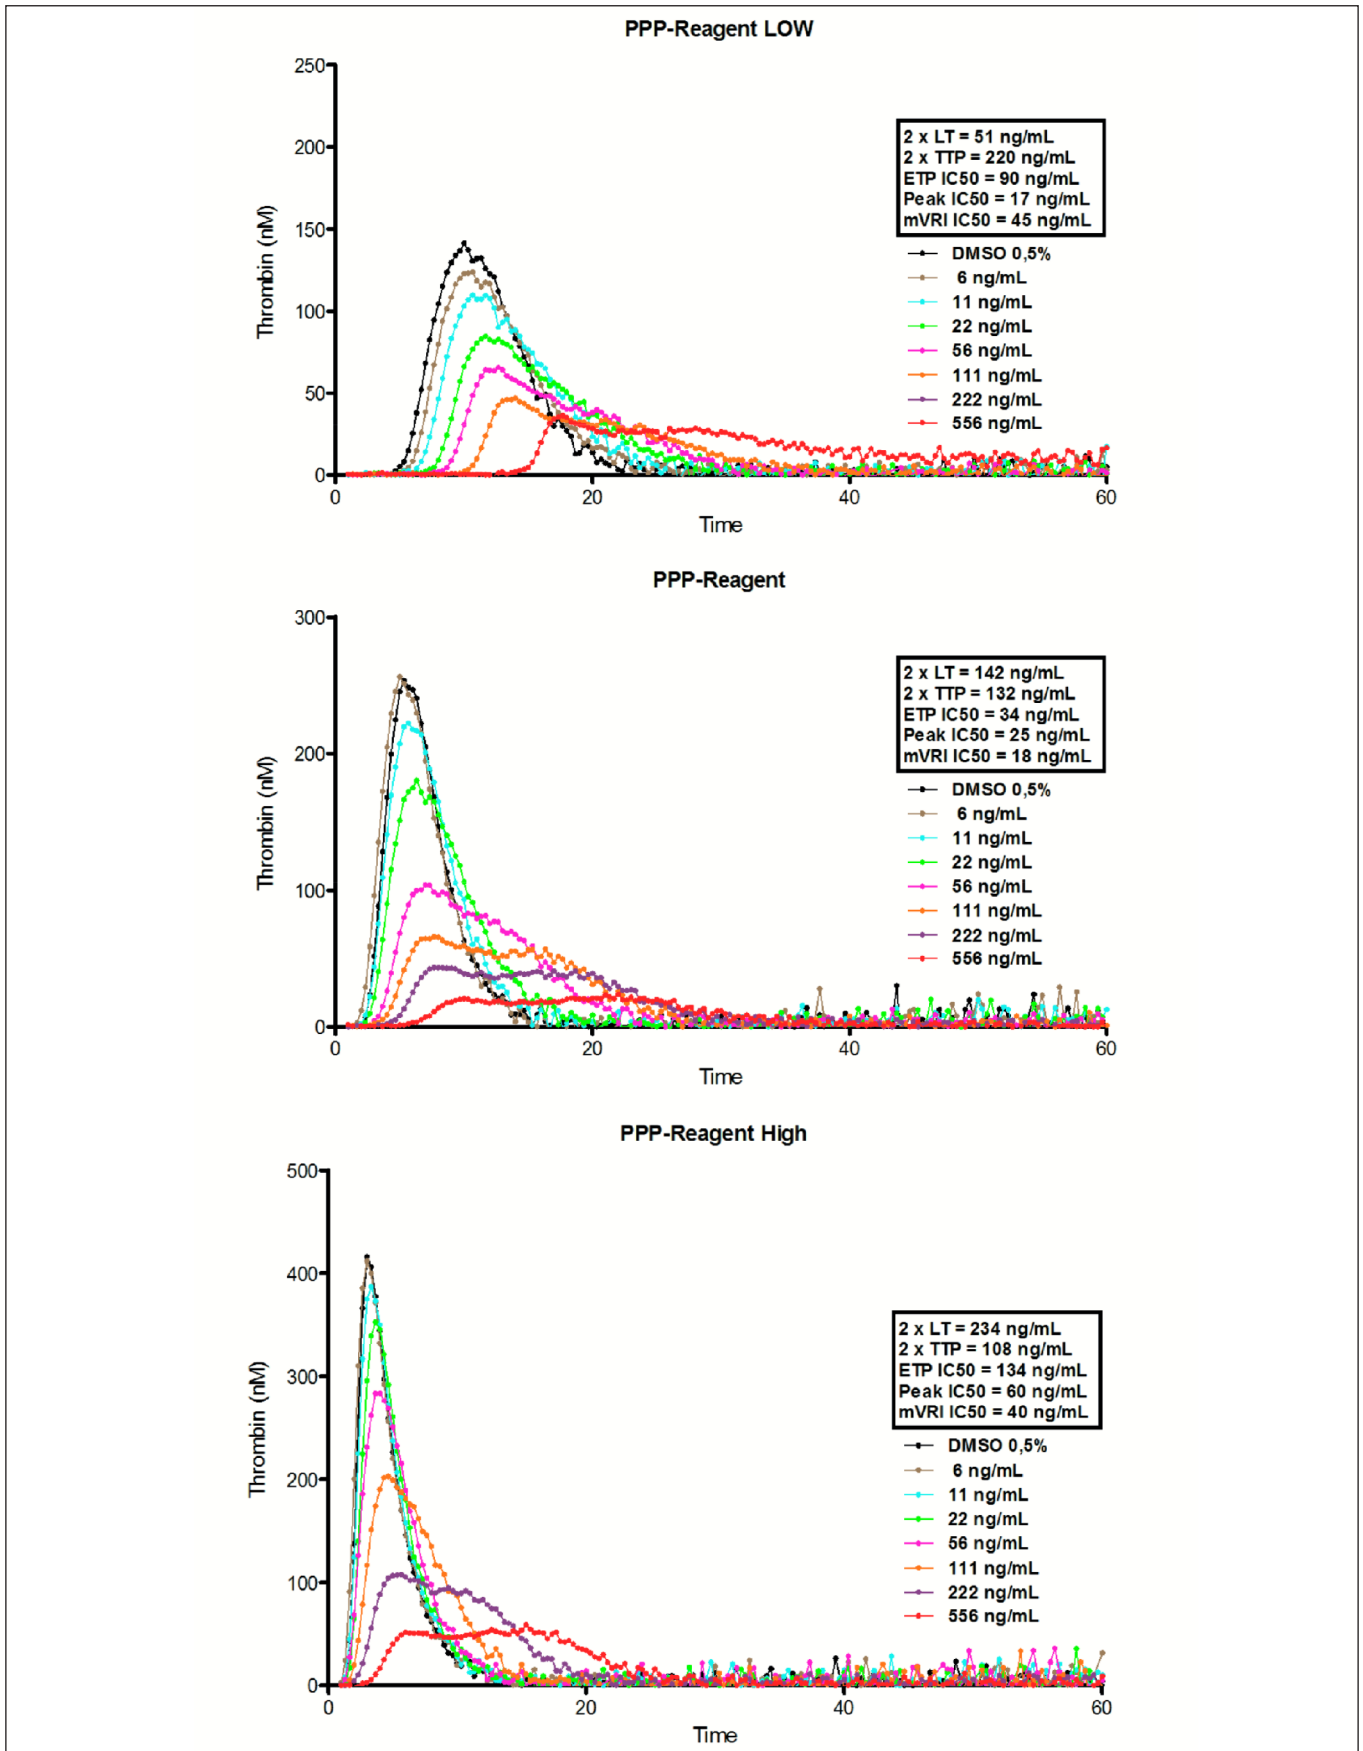 PPP-Reagent LOW
250
200
150
100
50
0
Thrombin (nM)
2 x LT = 51 ng/mL
2 x TTP = 220 ng/mL
ETP IC50 = 90 ng/mL
Peak IC50 = 17 ng/mL
mVRI IC50 = 45 ng/mL
DMSO 0,5%
6 ng/mL
11 ng/mL
22 ng/mL
56 ng/mL
111 ng/mL
222 ng/mL
556 ng/mL
0 20 40 60
Time
PPP-Reagent
300
200
100
0
Thrombin (nM)
2 x LT = 142 ng/mL
2 x TTP = 132 ng/mL
ETP IC50 = 34 ng/mL
Peak IC50 = 25 ng/mL
mVRI IC50 = 18 ng/mL
DMSO 0,5%
6 ng/mL
11 ng/mL
22 ng/mL
56 ng/mL
111 ng/mL
222 ng/mL
556 ng/mL
0 20 40 60
Time
PPP-Reagent High
500
400
300
200
100
0
Thrombin (nM)
2 x LT = 234 ng/mL
2 x TTP = 108 ng/mL
ETP IC50 = 134 ng/mL
Peak IC50 = 60 ng/mL
mVRI IC50 = 40 ng/mL
DMSO 0,5%
6 ng/mL
11 ng/mL
22 ng/mL
56 ng/mL
111 ng/mL
222 ng/mL
556 ng/mL
0 20 40 60
Time